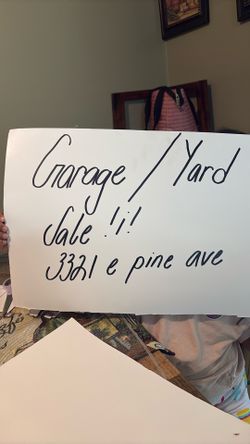 Garage / Yard
Sale !i!
3321 e pine ave